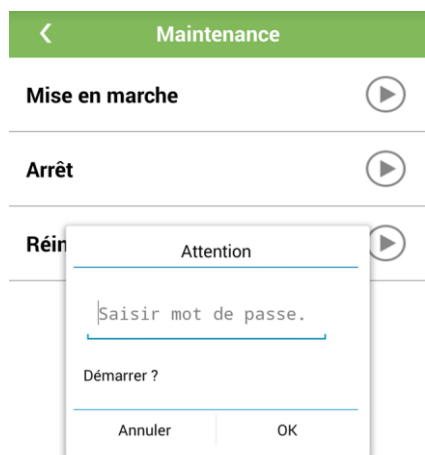 Maintenance
Mise en marche
Arrêt
Réin
Attention
Saisir mot de passe.
Démarrer ?
Annuler OK